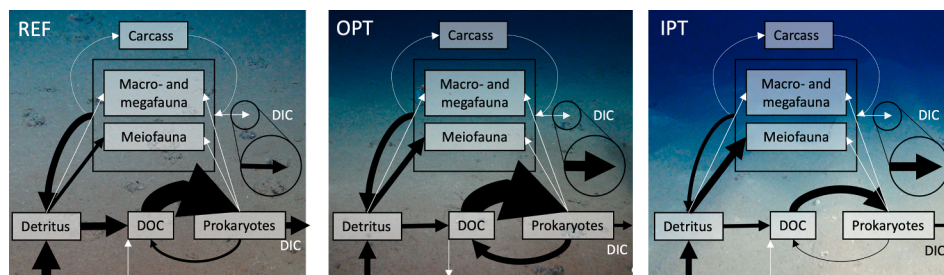 REF
Carcass
Macro- and
megafauna
Meiofauna
DIC
Detritus
DOC
Prokaryotes
DIC
OPT
Carcass
Macro- and
megafauna
Meiofauna
DIC
Detritus
DOC
Prokaryotes
DIC
IPT
Carcass
Macro- and
megafauna
Meiofauna
DIC
Detritus
DOC
Prokaryotes
DIC